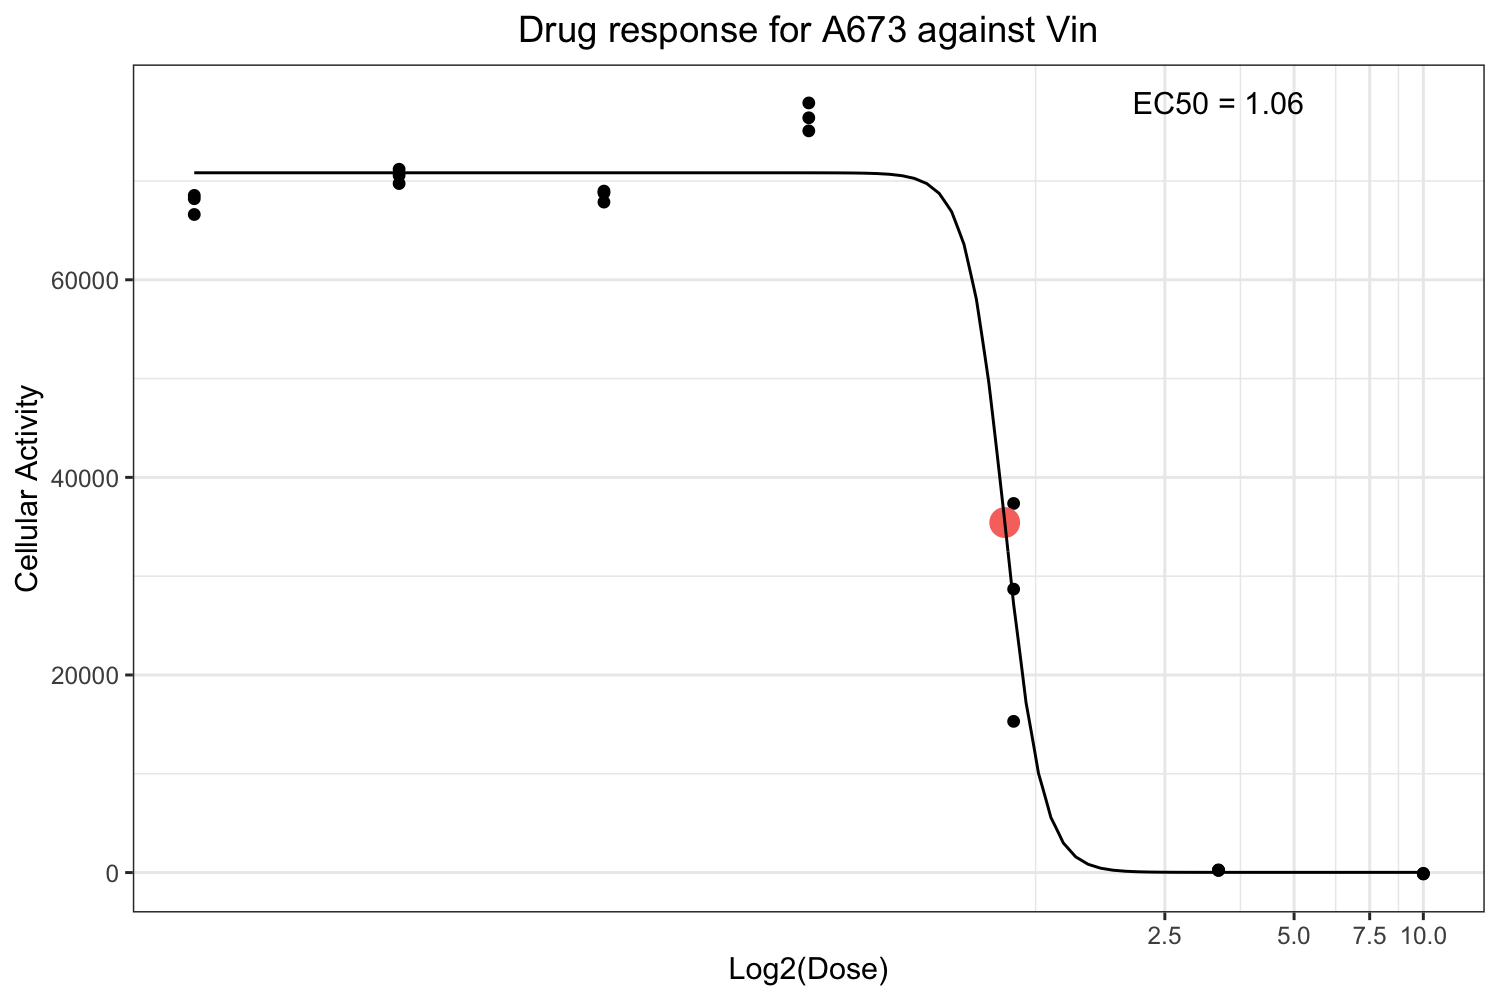 Drug response for A673 against Vin
EC50 = 1.06
Cellular Activity
60000
40000
20000
0
2.5 5.0 7.5 10.0
Log2(Dose)